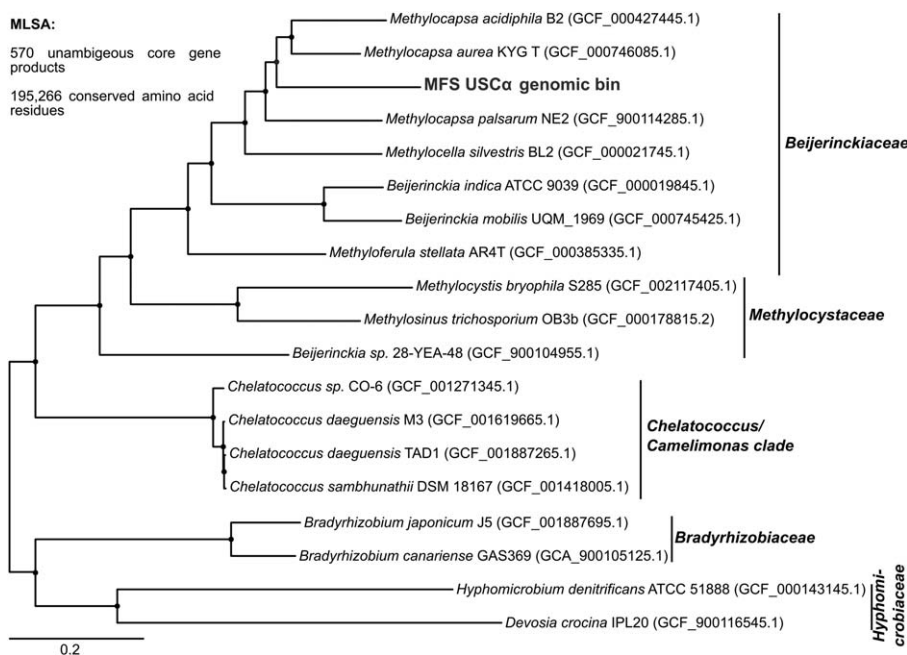 MLSA:
570 unambigeous core gene
products
195,266 conserved amino acid
residues
Methylocapsa acidiphila B2 (GCF_000427445.1)
Methylocapsa aurea KYG T (GCF_000746085.1)
MFS USCα genomic bin
Methylocapsa palsarum NE2 (GCF_900114285.1)
Methylocella silvestris BL2 (GCF_000021745.1)
Beijerinckia indica ATCC 9039 (GCF_000019845.1)
Beijerinckia mobilis UQM_1969 (GCF_000745425.1)
Methyloferula stellata AR4T (GCF_000385335.1)
Beijerinckiaceae
Methylocystis bryophila S285 (GCF_002117405.1)
Methylosinus trichosporium OB3b (GCF_000178815.2)
Beijerinckia sp. 28-YEA-48 (GCF_900104955.1)
Methylocystaceae
Chelatococcus sp. CO-6 (GCF_001271345.1)
Chelatococcus daeguensis M3 (GCF_001619665.1)
Chelatococcus daeguensis TAD1 (GCF_001887265.1)
Chelatococcus sambhunathii DSM 18167 (GCF_001418005.1)
Chelatococcus/
Camelimonas clade
Bradyrhizobium japonicum J5 (GCF_001887695.1)
Bradyrhizobium canariense GAS369 (GCA_900105125.1)
Bradyrhizobiaceae
Hyphomicrobium denitrificans ATCC 51888 (GCF_000143145.1)
Devosia crocina IPL20 (GCF_900116545.1)
Hyphomi-
crobiaceae
0.2